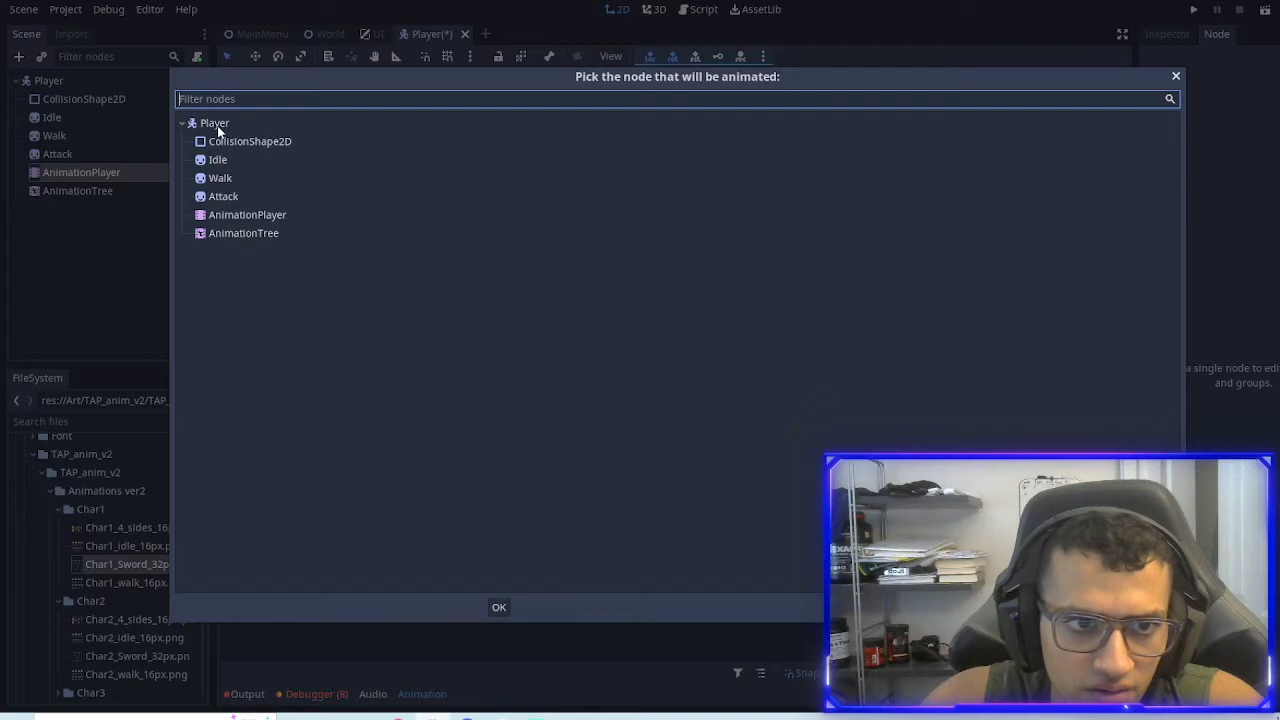 Scene Project Debug Editor Help
2D 3D Script AssetLib
Scene Import
MainMenu World UI Player(*)
Inspector Node
Filter nodes
View
Player
CollisionShape2D
Idle
Walk
Attack
AnimationPlayer
AnimationTree
Pick the node that will be animated:
Filter nodes
Player
CollisionShape2D
Idle
Walk
Attack
AnimationPlayer
AnimationTree
OK
a single node to edi
and groups.
FileSystem
res://Art/TAP_anim_v2/TAP_
Search files
Font
TAP_anim_v2
TAP_anim_v2
Animations ver2
Char1
Char1_4_sides_16
Char1_idle_16px.p
Char1_Sword_32p
Char1_walk_16px.
Char2
Char2_4_sides_16
Char2_idle_16px.png
Char2_Sword_32px.pn
Char2_walk_16px.png
Char3
Snap
Output Debugger (8) Audio Animation